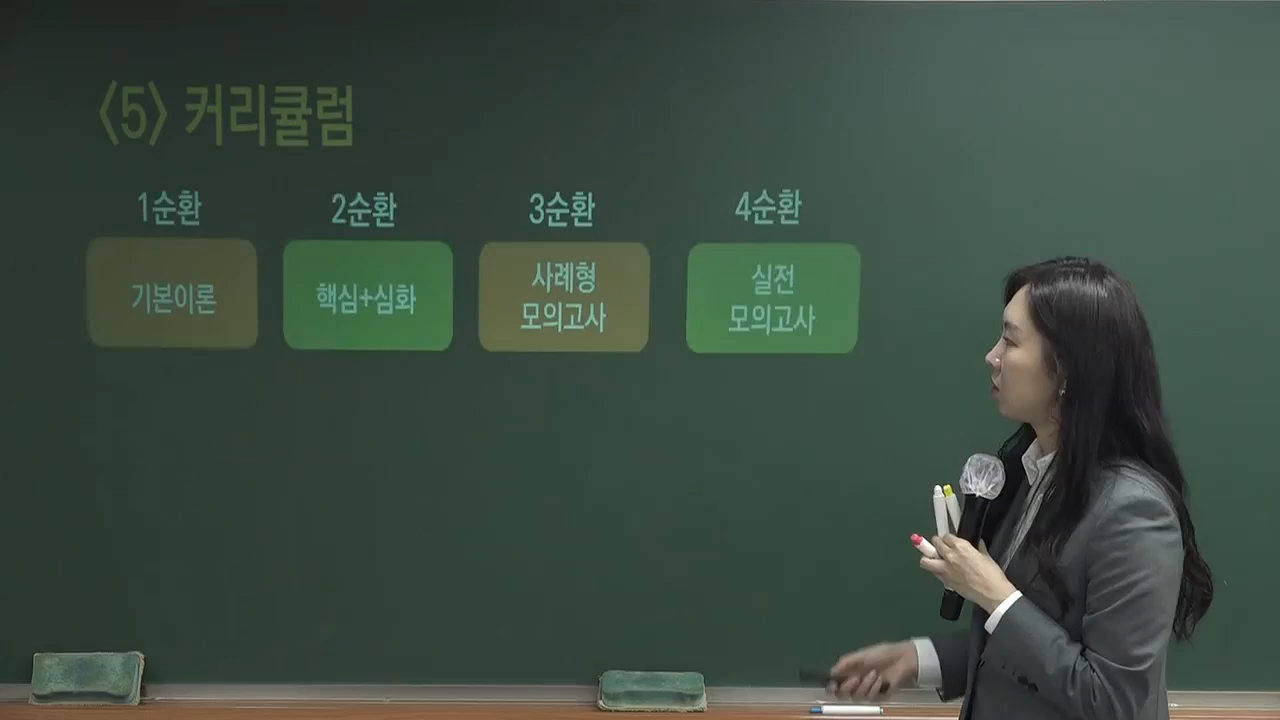 〈5〉 커리큘럼
1순환
2순환
3순환
4순환
기본이론
핵심+심화
사례형
모의고사
실전
모의고사